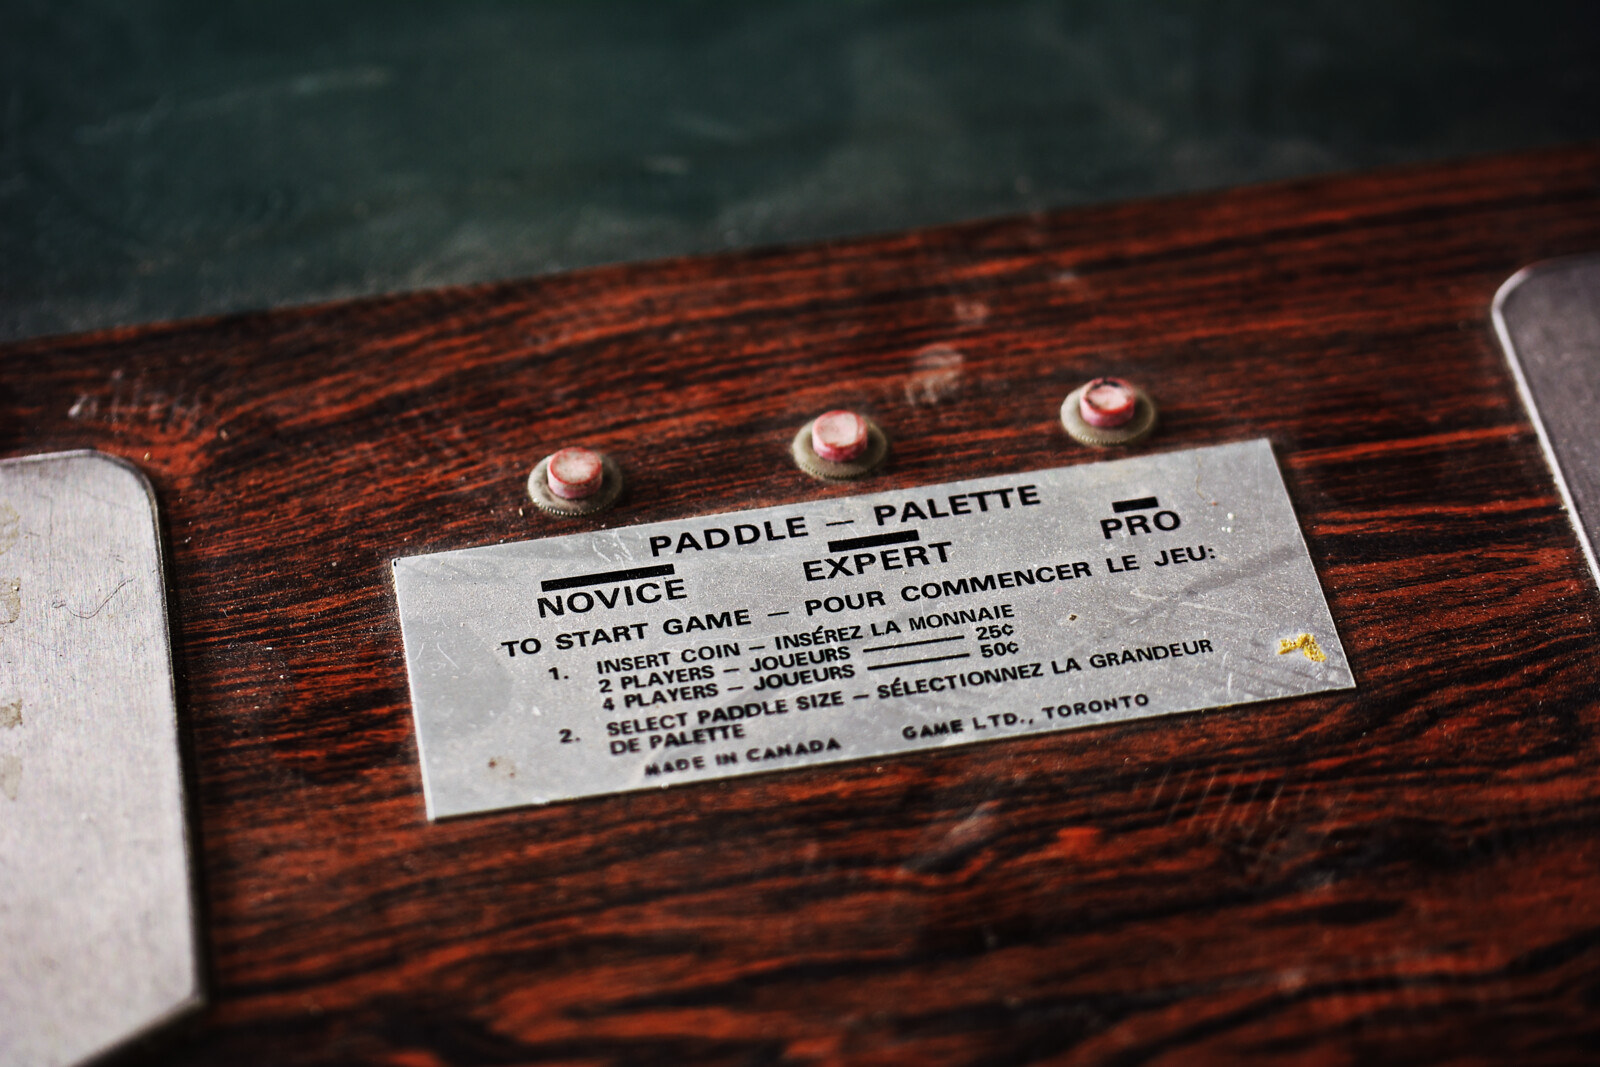 PADDLE — PALETTE
NOVICE EXPERT PRO
TO START GAME — POUR COMMENCER LE JEU:
1. INSERT COIN — INSÉREZ LA MONNAIE
2 PLAYERS — JOUEURS ——— 25¢
4 PLAYERS — JOUEURS ——— 50¢
2. SELECT PADDLE SIZE — SÉLECTIONNEZ LA GRANDEUR
DE PALETTE
MADE IN CANADA GAME LTD., TORONTO